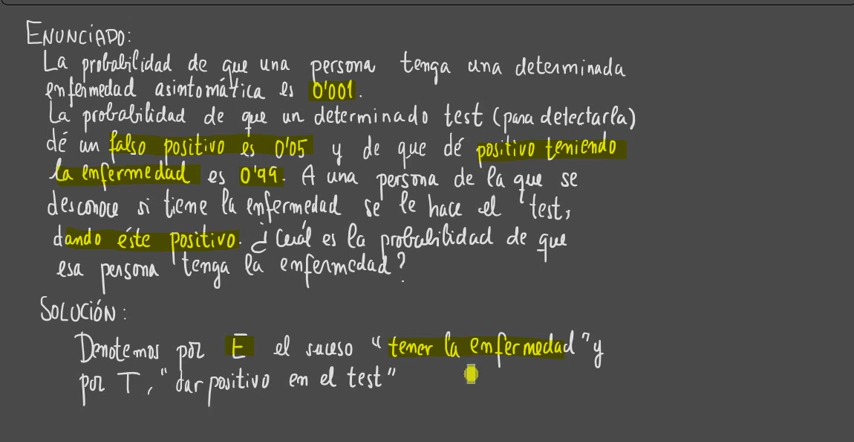 ENUNCIADO:
La probabilidad de que una persona tenga una determinada
enfermedad asintomática es 0'001.
La probabilidad de que un determinado test (para detectarla)
dé un falso positivo es 0'05 y de que dé positivo teniendo
la enfermedad es 0'99. A una persona de la que se
desconoce si tiene la enfermedad se le hace el test,
dando éste positivo. ¿Cuál es la probabilidad de que
esa persona tenga la enfermedad?
SOLUCIÓN:
Denotemos por E el suceso "tener la enfermedad" y
por T, "dar positivo en el test"